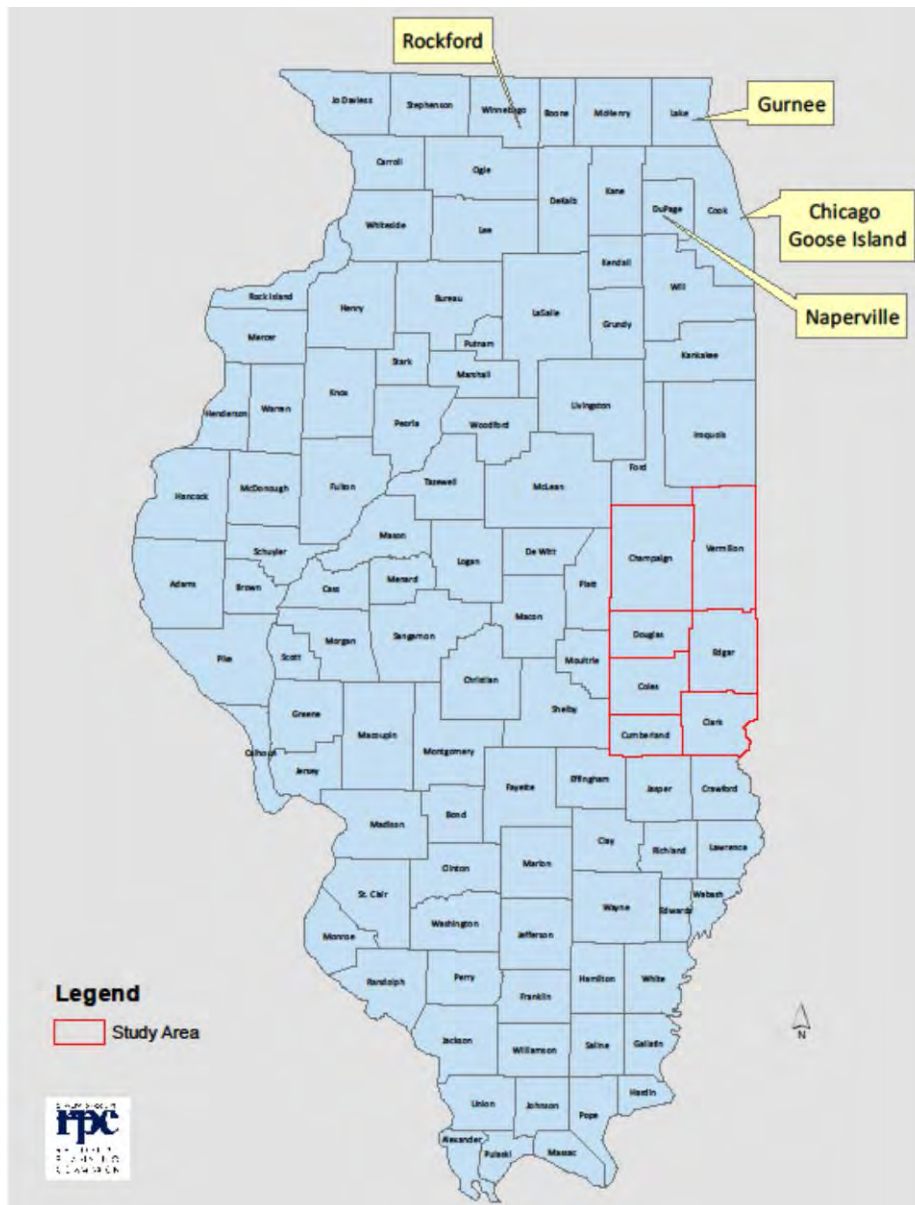 Rockford
Gurnee
Chicago
Goose Island
Naperville
Jo Daviess
Stephenson
Winnebago
Boone
McHenry
Lake
Carroll
Ogle
DeKalb
Kane
DuPage
Cook
Whiteside
Lee
Kendall
Will
Rock Island
Henry
Bureau
LaSalle
Grundy
Mercer
Putnam
Kankakee
Stark
Marshall
Henderson
Warren
Knox
Peoria
Woodford
Livingston
Iroquois
Ford
Hancock
McDonough
Fulton
Tazewell
McLean
Mason
Schuyler
Logan
De Witt
Champaign
Vermilion
Adams
Brown
Cass
Menard
Piatt
Macon
Sangamon
Morgan
Scott
Pike
Douglas
Edgar
Moultrie
Christian
Coles
Shelby
Greene
Macoupin
Montgomery
Cumberland
Clark
Calhoun
Jersey
Fayette
Effingham
Jasper
Crawford
Madison
Bond
Clay
Richland
Lawrence
Marion
Clinton
St. Clair
Wabash
Wayne
Edwards
Washington
Monroe
Jefferson
Randolph
Perry
Hamilton
White
Franklin
Jackson
Williamson
Saline
Gallatin
Union
Johnson
Pope
Hardin
Alexander
Pulaski
Massac
Legend
Study Area
N
rpc